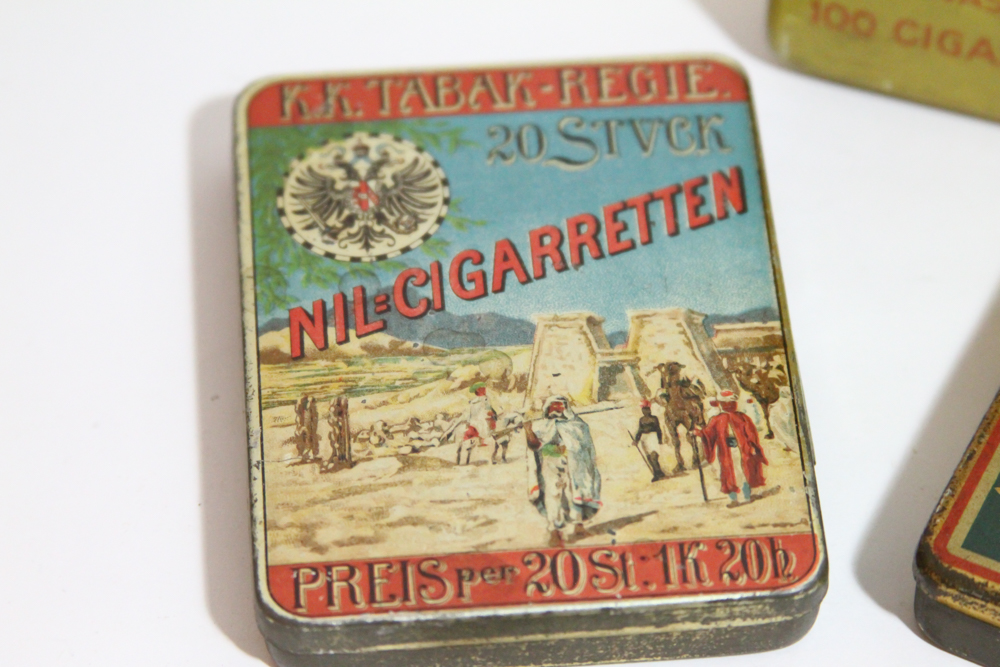 K.K. TABAK-REGIE.
20 STVCK
NIL=CIGARRETTEN
PREIS per 20 St: 1K 20h
100 CIGA